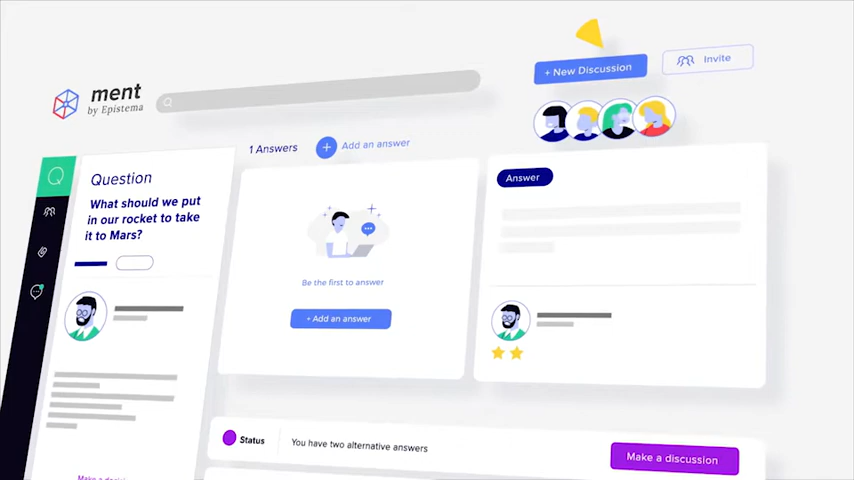 ment
by Epistema
+ New Discussion
Invite
1 Answers
+ Add an answer
Question
What should we put
in our rocket to take
it to Mars?
Be the first to answer
+ Add an answer
Answer
Status
You have two alternative answers
Make a discussion